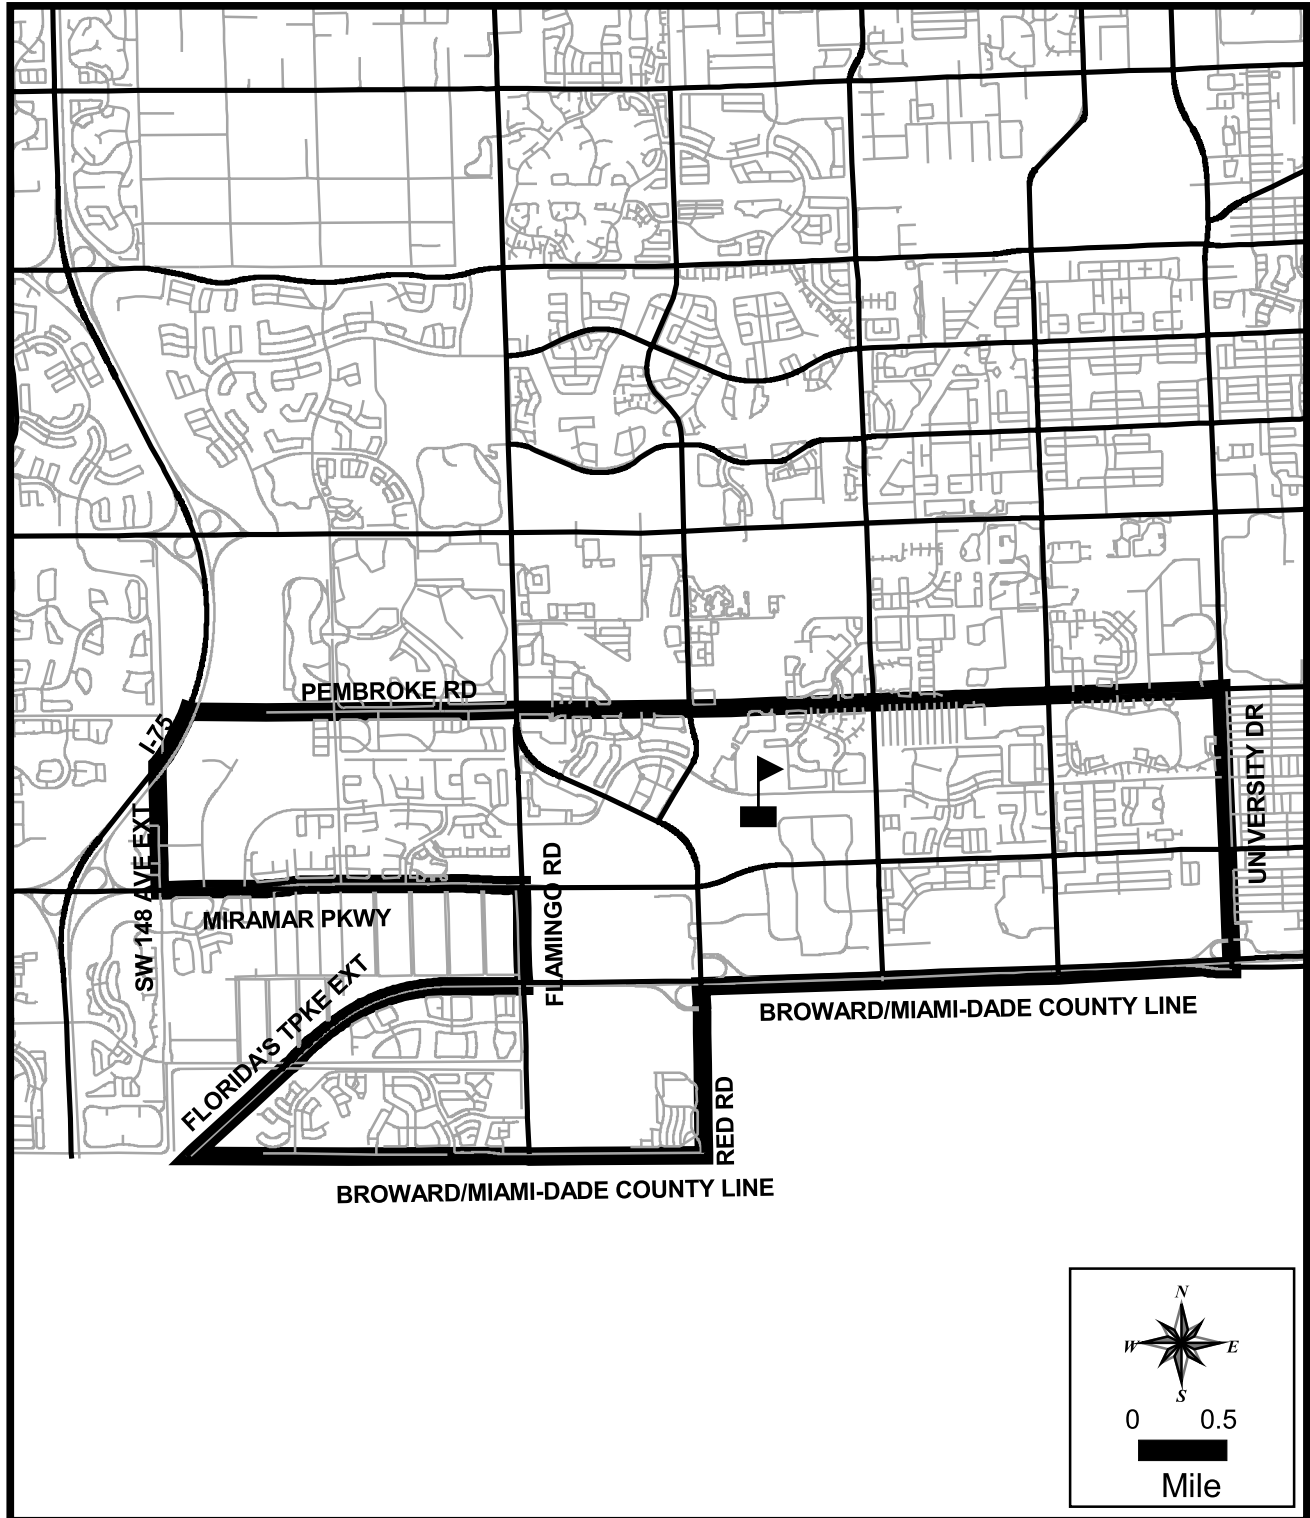 PEMBROKE RD
I-75
UNIVERSITY DR
SW 148 AVE EXT
MIRAMAR PKWY
FLAMINGO RD
FLORIDA'S TPKE EXT
BROWARD/MIAMI-DADE COUNTY LINE
RED RD
BROWARD/MIAMI-DADE COUNTY LINE
N
W E
S
0 0.5
Mile